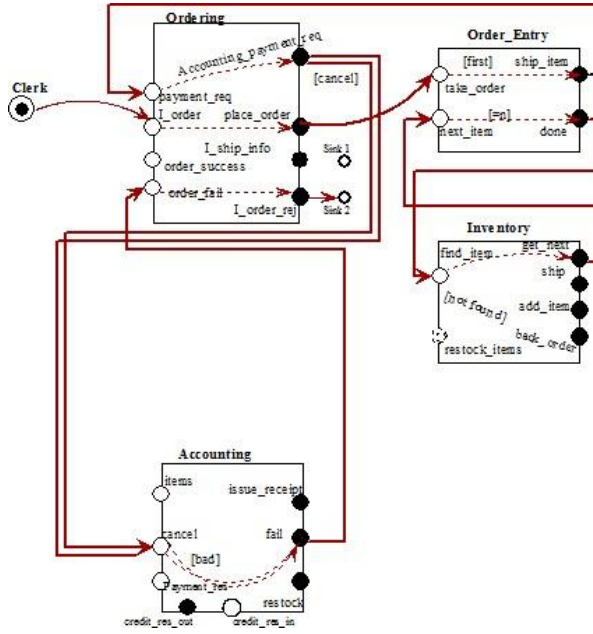 Ordering
Accounting_payment_req
[cancel]
payment_req
Clerk
I_order
place_order
I_ship_info
order_success
Sink 1
order_fail
I_order_rej
Sink 2
Order_Entry
[first]
ship_item
take_order
[≠n]
next_item
done
Inventory
get_next
find_item
ship
[not found]
add_item
back_order
restock_items
Accounting
items
issue_receipt
cancel
fail
[bad]
Payment_res
restock
credit_res_out
credit_res_in